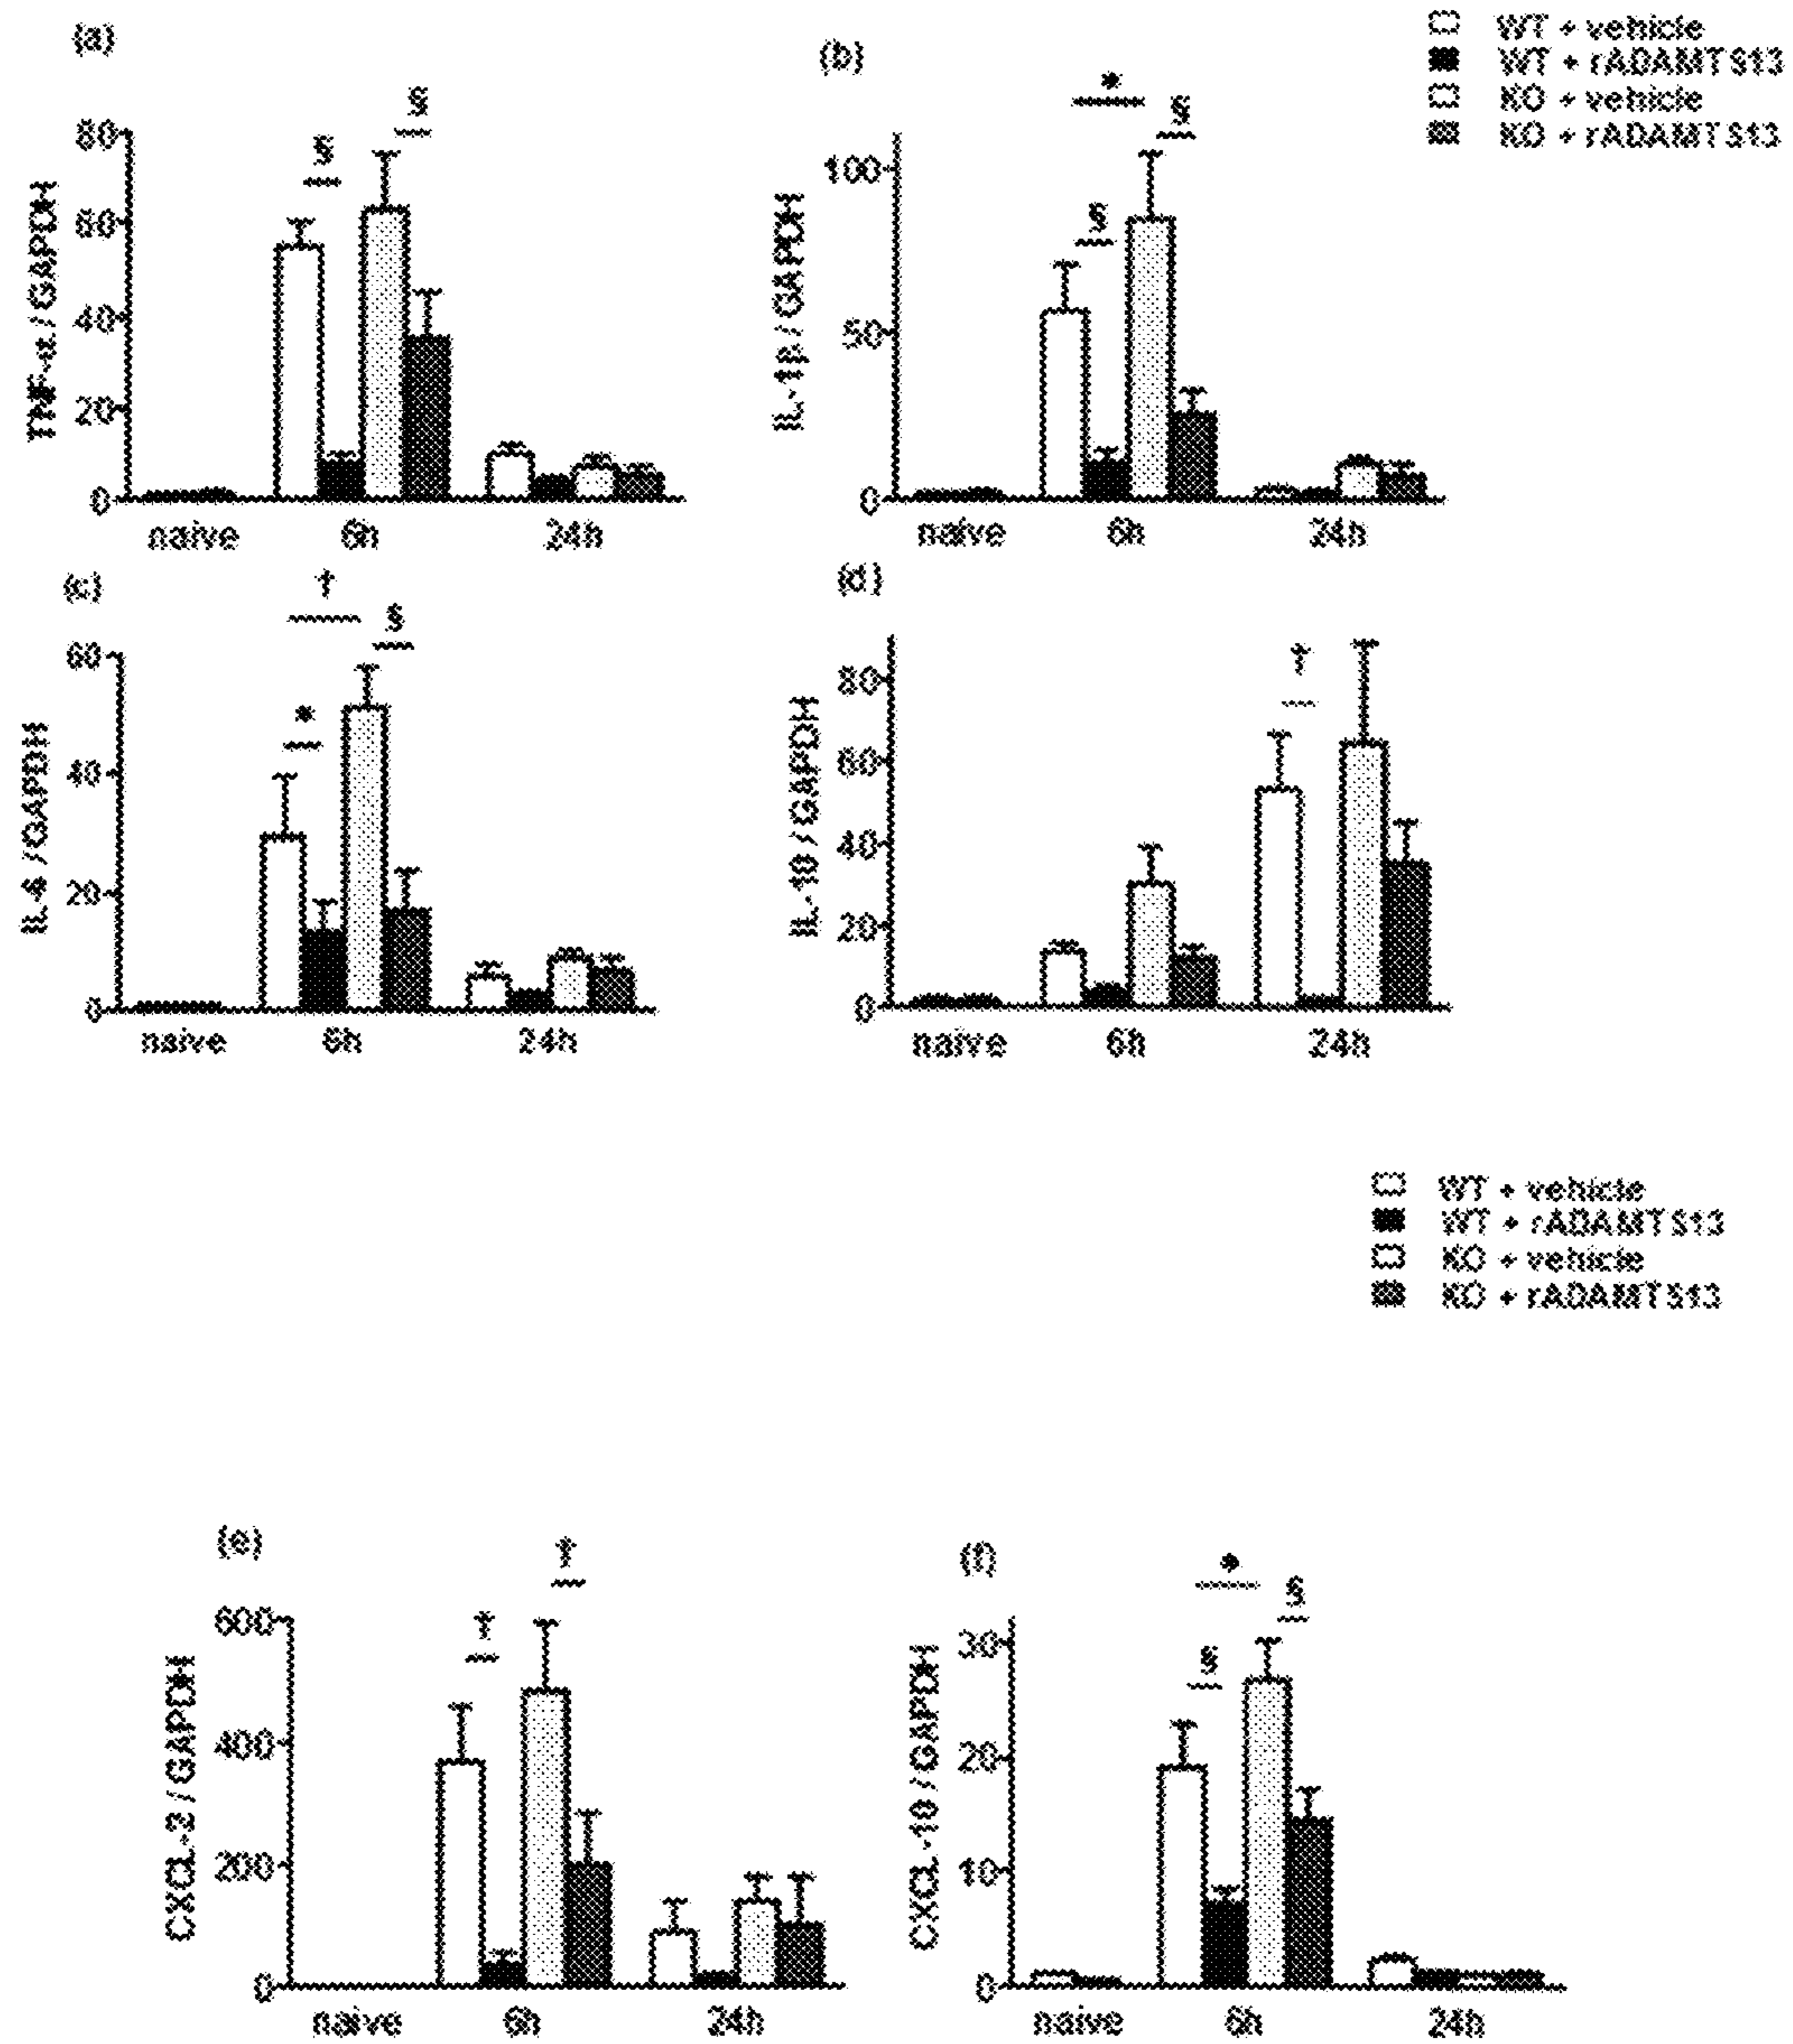 (a)
(b)
WT + vehicle
WT + rADAMTS13
KO + vehicle
KO + rADAMTS13
§
§
80
60
40
20
0
TNF-α / GAPDH
naive 6h 24h
*
§
§
100
50
0
IL-1β / GAPDH
naive 6h 24h
(c)
†
§
*
60
40
20
0
IL-6 / GAPDH
naive 6h 24h
(d)
†
80
60
40
20
0
IL-10 / GAPDH
naive 6h 24h
WT + vehicle
WT + rADAMTS13
KO + vehicle
KO + rADAMTS13
(e)
†
†
600
400
200
0
CXCL-2 / GAPDH
naive 6h 24h
(f)
*
§
§
30
20
10
0
CXCL-10 / GAPDH
naive 6h 24h